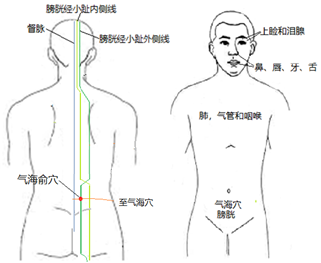 膀胱经小趾内侧线
督脉
膀胱经小趾外侧线
气海俞穴
至气海穴
上脸和泪腺
鼻、唇、牙、舌
肺，气管和咽喉
气海穴
膀胱